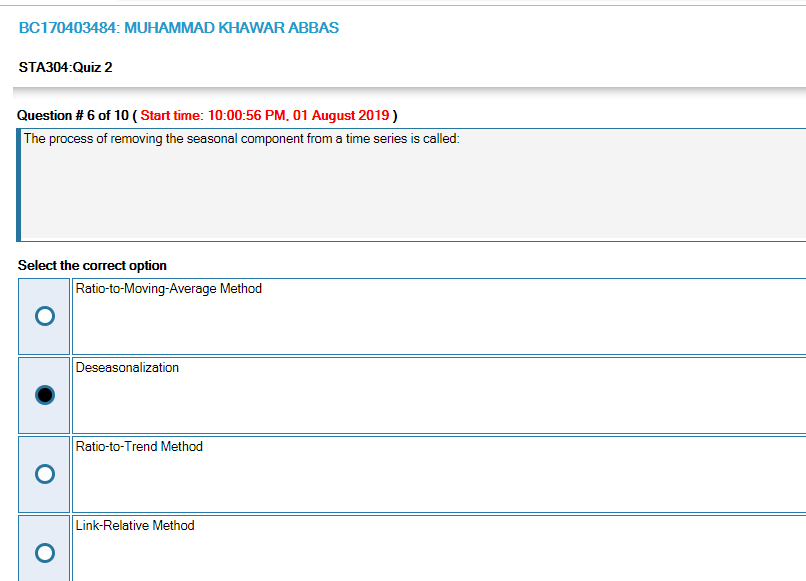 BC170403484: MUHAMMAD KHAWAR ABBAS
STA304:Quiz 2
Question # 6 of 10 ( Start time: 10:00:56 PM, 01 August 2019 )
The process of removing the seasonal component from a time series is called:
Select the correct option
Ratio-to-Moving-Average Method
Deseasonalization
Ratio-to-Trend Method
Link-Relative Method